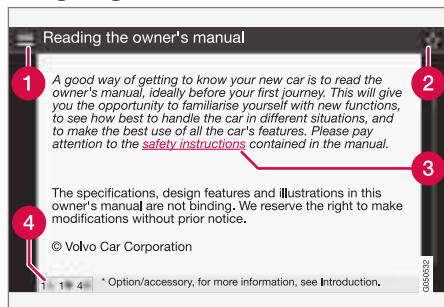 Reading the owner's manual
1
2
A good way of getting to know your new car is to read the
owner's manual, ideally before your first journey. This will give
you the opportunity to familiarise yourself with new functions,
to see how best to handle the car in different situations, and
to make the best use of all the car's features. Please pay
attention to the safety instructions contained in the manual.
3
The specifications, design features and illustrations in this
owner's manual are not binding. We reserve the right to make
modifications without prior notice.
4
© Volvo Car Corporation
* Option/accessory, for more information, see Introduction.
G050532